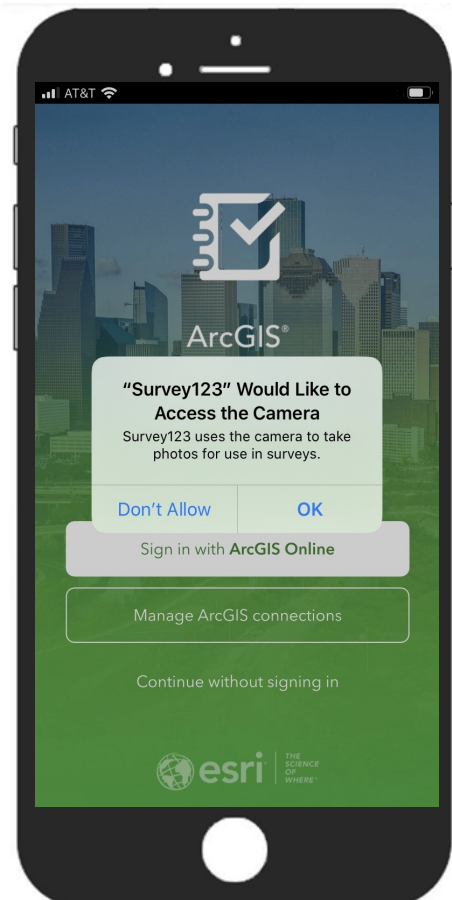 AT&T
ArcGIS®
“Survey123” Would Like to
Access the Camera
Survey123 uses the camera to take
photos for use in surveys.
Don’t Allow
OK
Sign in with ArcGIS Online
Manage ArcGIS connections
Continue without signing in
esri
THE
SCIENCE
OF
WHERE™